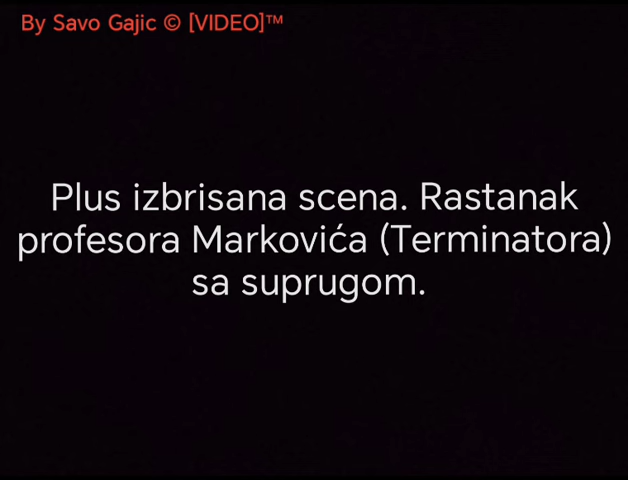 By Savo Gajic © [VIDEO]™
Plus izbrisana scena. Rastanak
profesora Markovića (Terminatora)
sa suprugom.